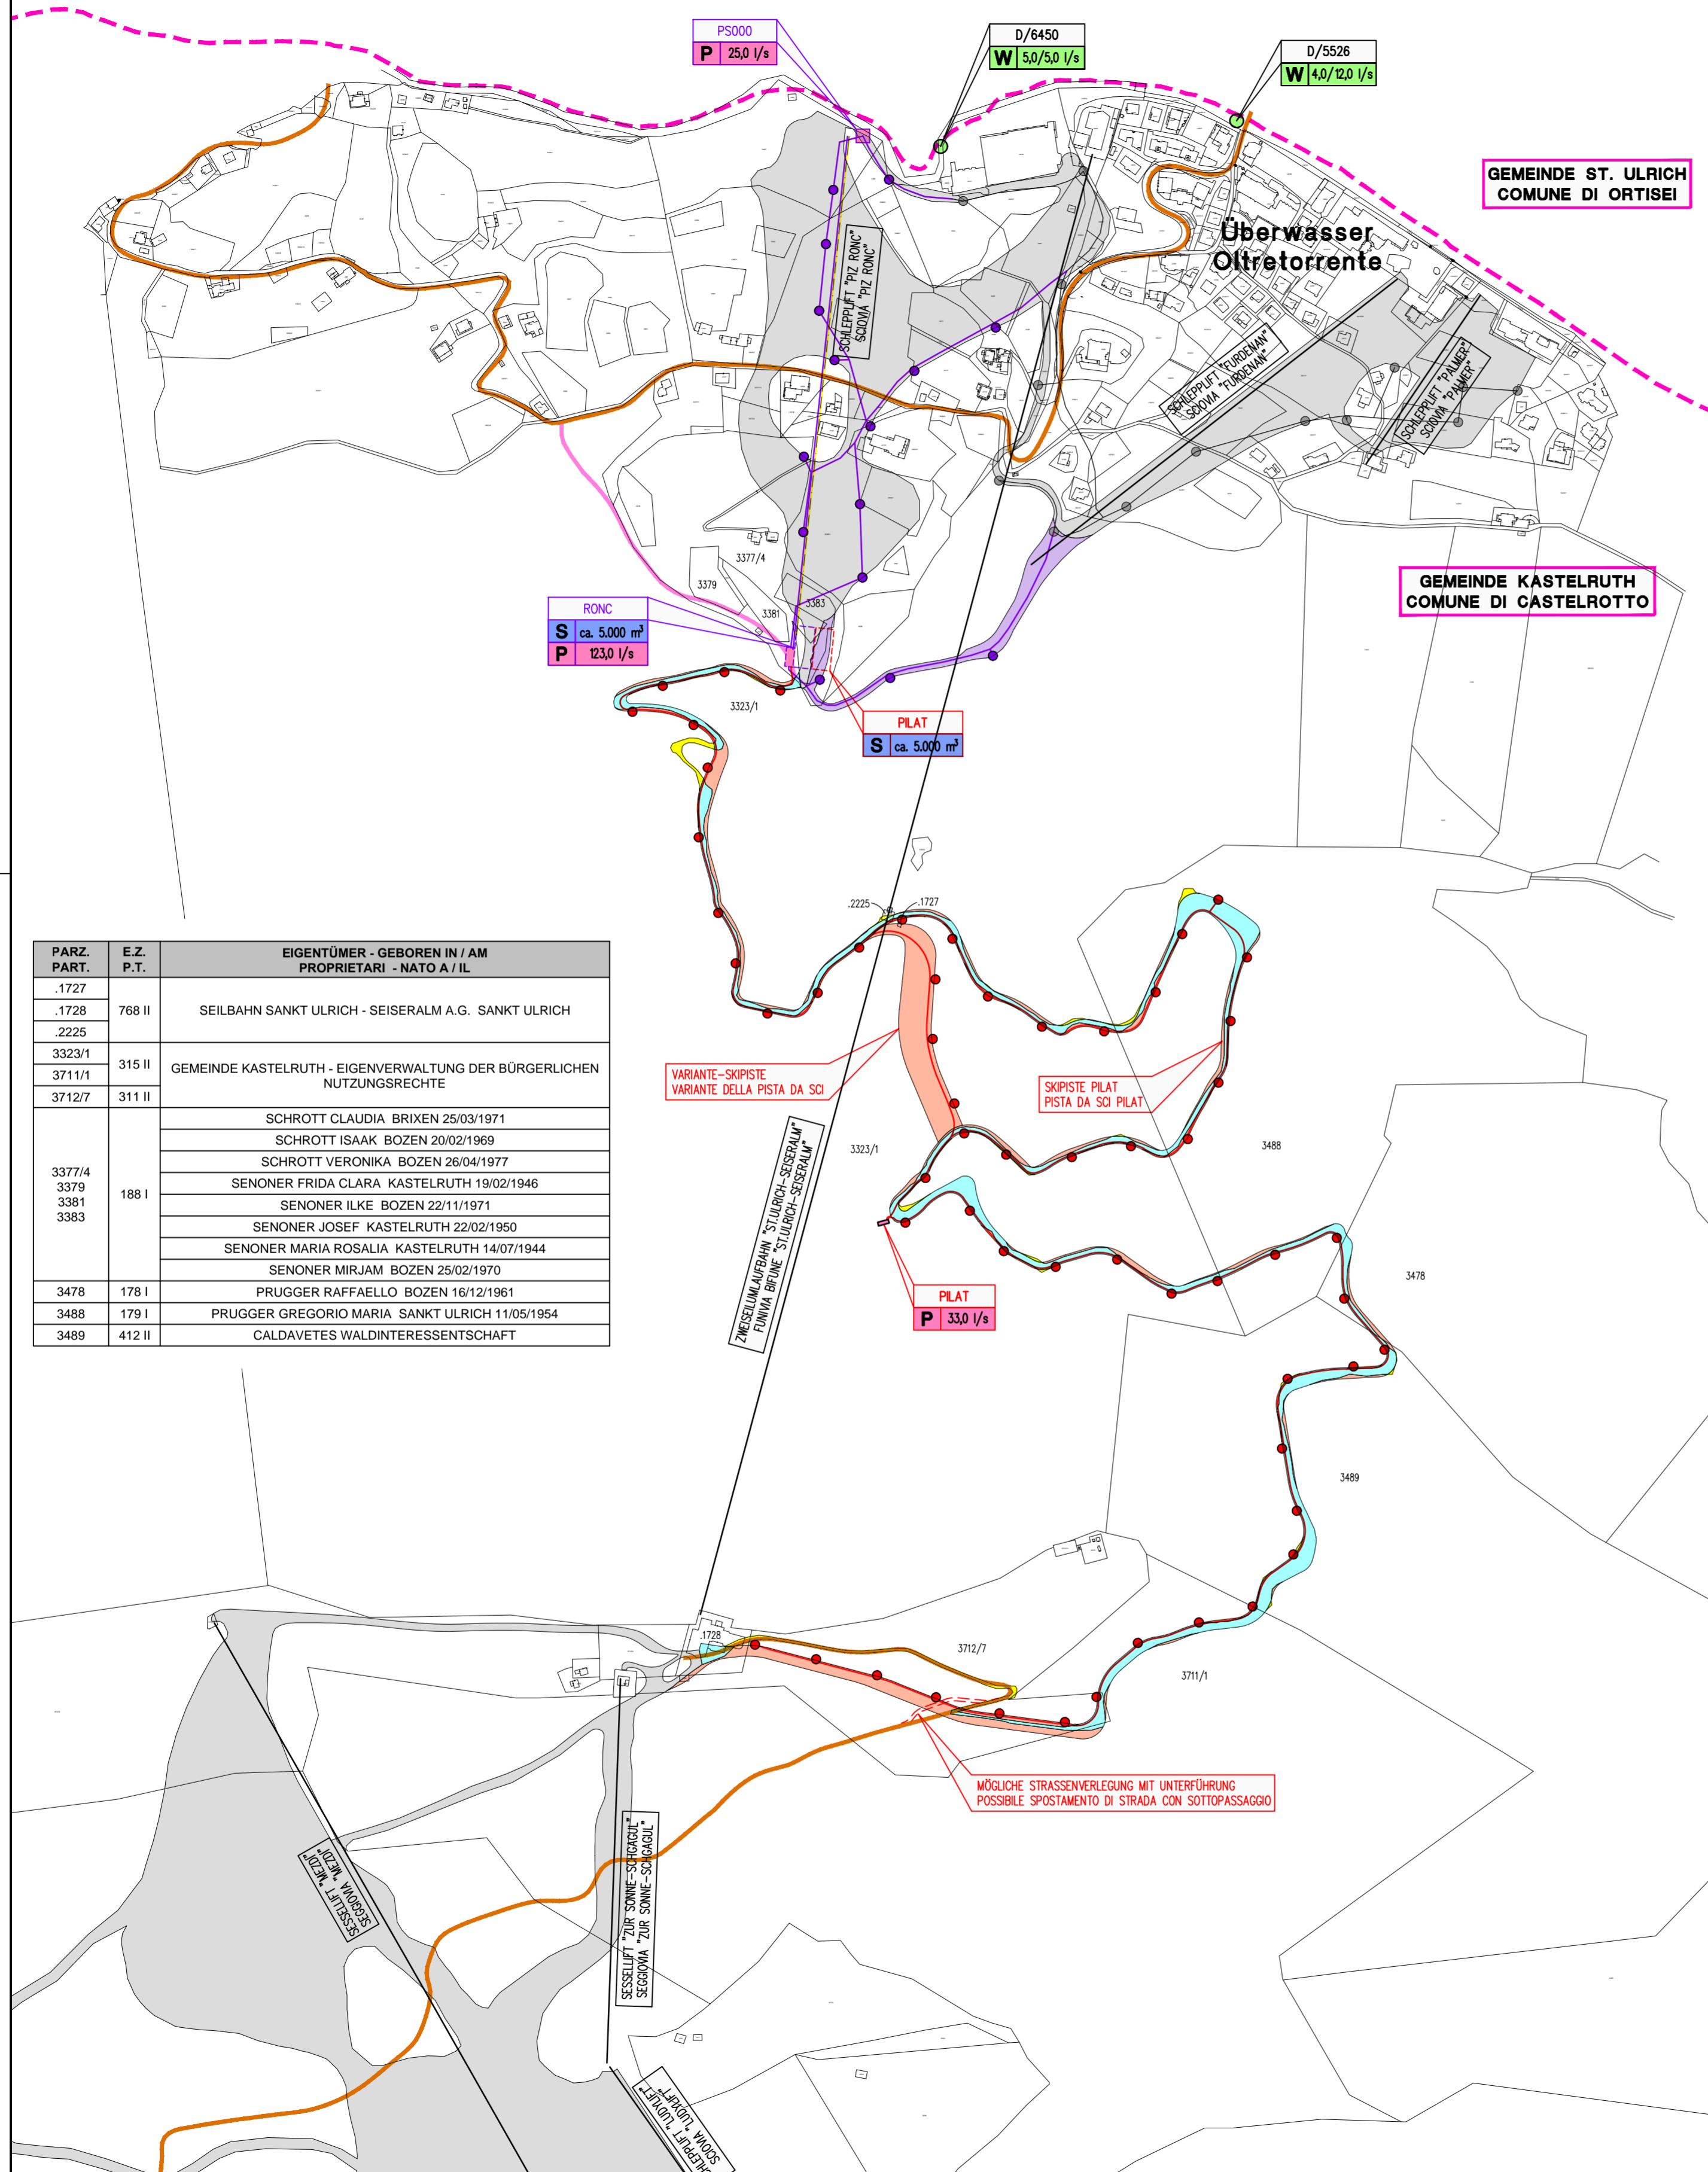 PS000
P 25,0 l/s
D/6450
W 5,0/5,0 l/s
D/5526
W 4,0/12,0 l/s
GEMEINDE ST. ULRICH
COMUNE DI ORTISEI
Überwasser
Oltretorrente
SCHLEPPLIFT "PIZ RONC"
SCIOVIA "PIZ RONC"
SCHLEPPLIFT "FURDENAN"
SCIOVIA "FURDENAN"
SCHLEPPLIFT "PALMER"
SCIOVIA "PALMER"
GEMEINDE KASTELRUTH
COMUNE DI CASTELROTTO
3377/4
3379
3381
3383
RONC
S ca. 5.000 m³
P 123,0 l/s
3323/1
PILAT
S ca. 5.000 m³
.2225
.1727
PARZ. E.Z. EIGENTÜMER - GEBOREN IN / AM
PART. P.T. PROPRIETARI - NATO A / IL
.1727
.1728 768 II SEILBAHN SANKT ULRICH - SEISERALM A.G. SANKT ULRICH
.2225
3323/1
315 II
3711/1
GEMEINDE KASTELRUTH - EIGENVERWALTUNG DER BÜRGERLICHEN
NUTZUNGSRECHTE
3712/7 311 II
3377/4
3379
3381
3383
188 I
SCHROTT CLAUDIA BRIXEN 25/03/1971
SCHROTT ISAAK BOZEN 20/02/1969
SCHROTT VERONIKA BOZEN 26/04/1977
SENONER FRIDA CLARA KASTELRUTH 19/02/1946
SENONER ILKE BOZEN 22/11/1971
SENONER JOSEF KASTELRUTH 22/02/1950
SENONER MARIA ROSALIA KASTELRUTH 14/07/1944
SENONER MIRJAM BOZEN 25/02/1970
3478 178 I PRUGGER RAFFAELLO BOZEN 16/12/1961
3488 179 I PRUGGER GREGORIO MARIA SANKT ULRICH 11/05/1954
3489 412 II CALDAVETES WALDINTERESSENTSCHAFT
VARIANTE-SKIPISTE
VARIANTE DELLA PISTA DA SCI
SKIPISTE PILAT
PISTA DA SCI PILAT
3323/1
3488
ZWEISEILUMLAUFBAHN "ST.ULRICH-SEISERALM"
FUNIVIA BIFUNE "ST.ULRICH-SEISERALM"
3478
PILAT
P 33,0 l/s
3489
.1728
3712/7
3711/1
MÖGLICHE STRASSENVERLEGUNG MIT UNTERFÜHRUNG
POSSIBILE SPOSTAMENTO DI STRADA CON SOTTOPASSAGGIO
SESSELLIFT "MEZDI"
SEGGIOVIA "MEZDI"
SESSELLIFT "ZUR SONNE-SCHGAGUL"
SEGGIOVIA "ZUR SONNE-SCHGAGUL"
HLEPPLIFT "LUDYLIFT"
SCIOVIA "LUDYLIFT"